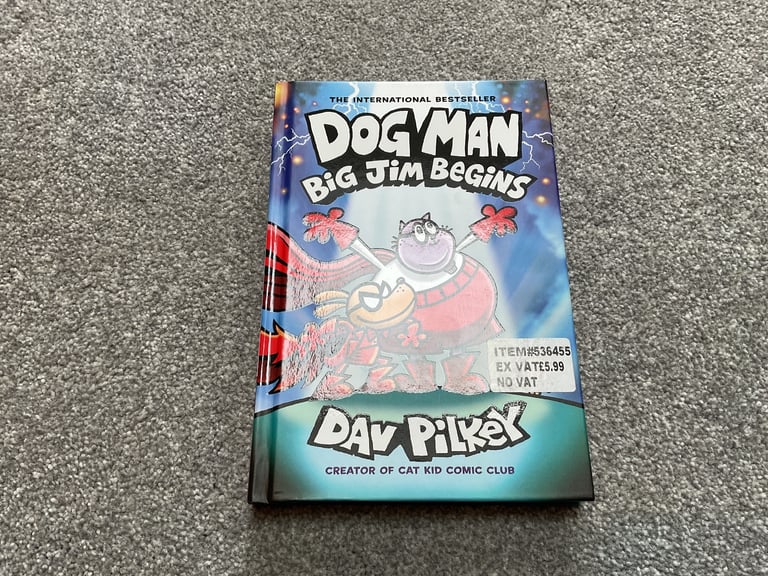 THE INTERNATIONAL BESTSELLER
DOG MAN
BIG JIM BEGINS
ITEM#536455
EX VAT£5.99
NO VAT
DAV PILKEY
CREATOR OF CAT KID COMIC CLUB